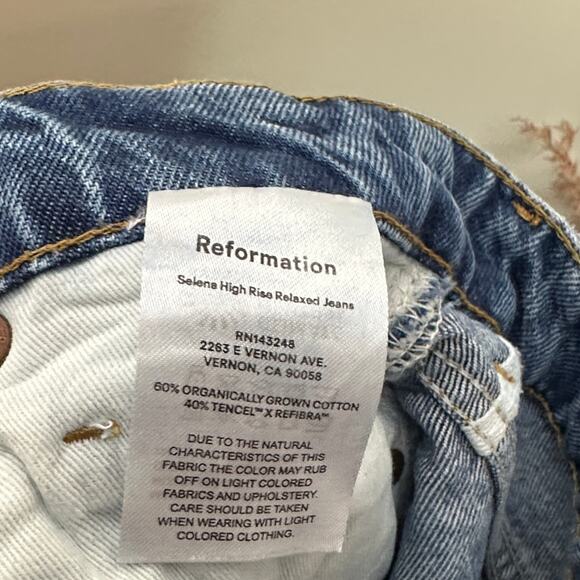 Reformation
Selena High Rise Relaxed Jeans
RN143248
2263 E VERNON AVE.
VERNON, CA 90058
60% ORGANICALLY GROWN COTTON
40% TENCEL™ X REFIBRA™
DUE TO THE NATURAL
CHARACTERISTICS OF THIS
FABRIC THE COLOR MAY RUB
OFF ON LIGHT COLORED
FABRICS AND UPHOLSTERY.
CARE SHOULD BE TAKEN
WHEN WEARING WITH LIGHT
COLORED CLOTHING.